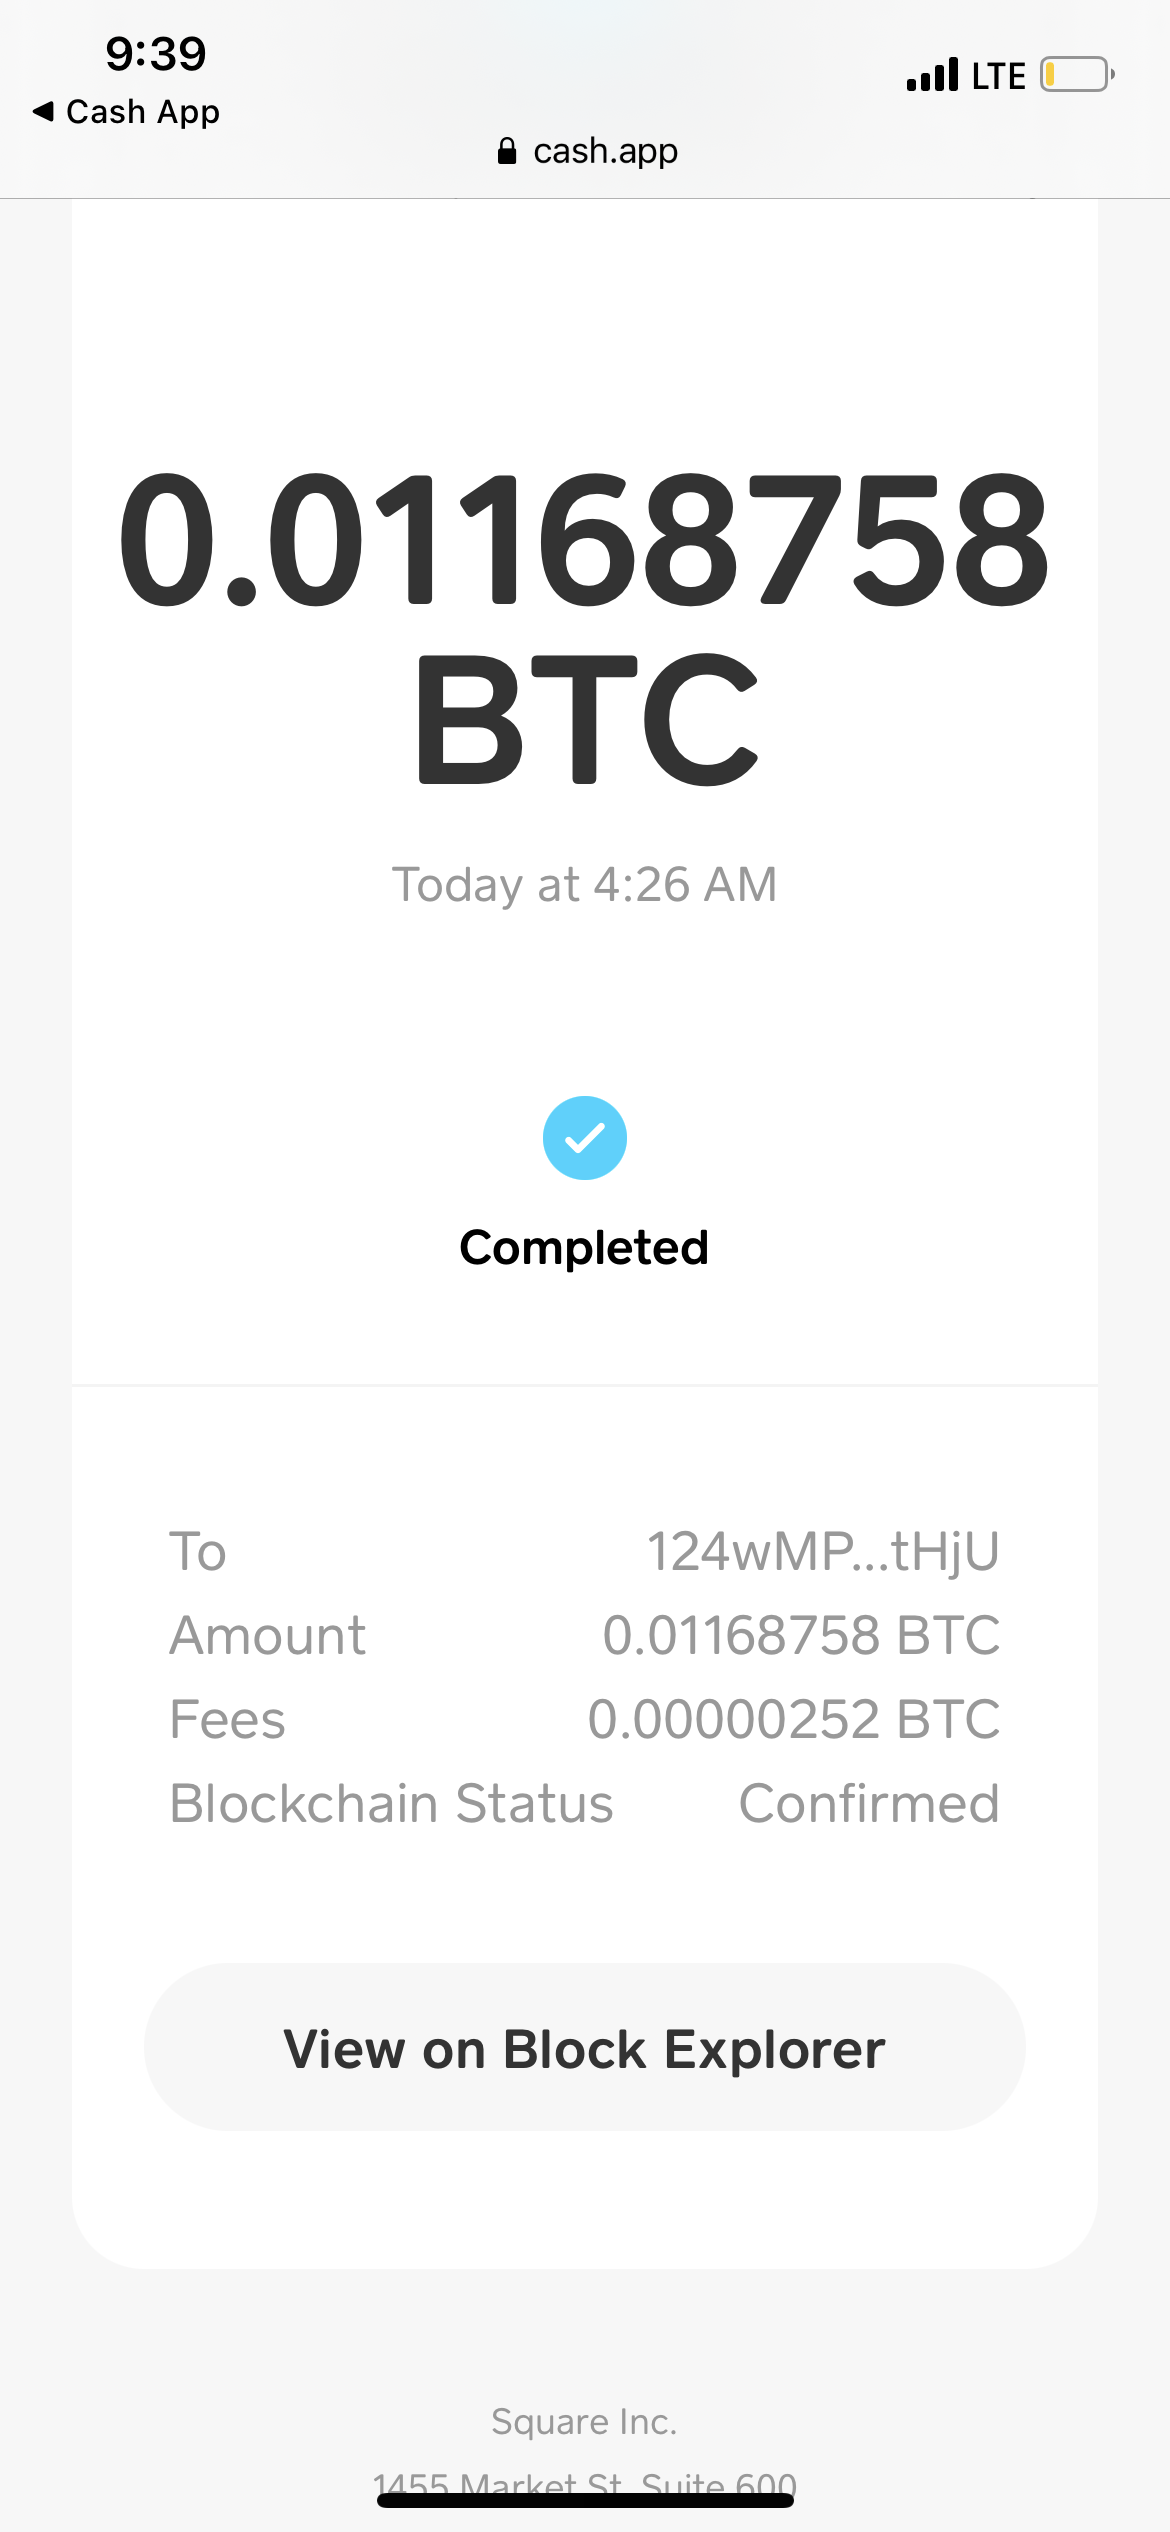 9:39
LTE
◀ Cash App
cash.app
0.01168758
BTC
Today at 4:26 AM
Completed
To 124wMP...tHjU
Amount 0.01168758 BTC
Fees 0.00000252 BTC
Blockchain Status Confirmed
View on Block Explorer
Square Inc.
1455 Market St, Suite 600